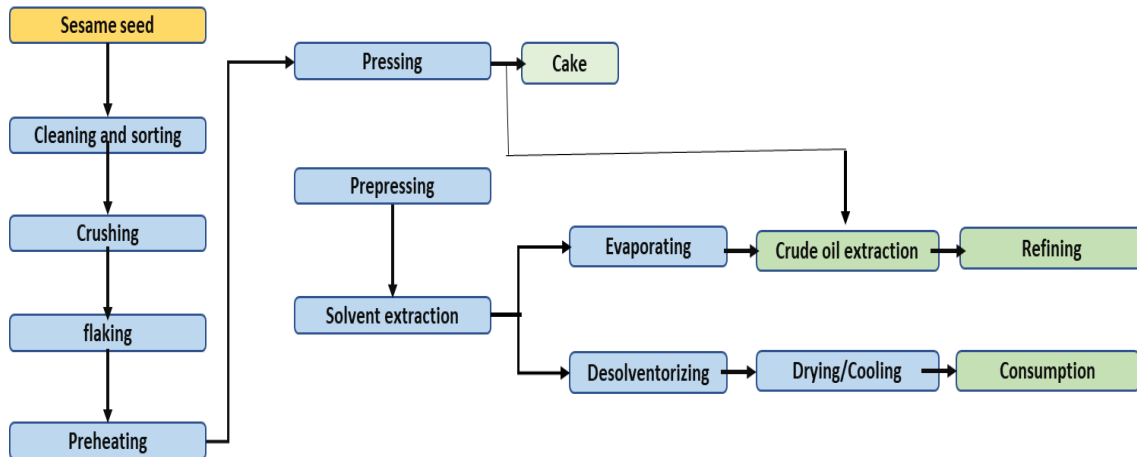 Sesame seed
Cleaning and sorting
Crushing
flaking
Preheating
Pressing
Cake
Prepressing
Solvent extraction
Evaporating
Crude oil extraction
Refining
Desolventorizing
Drying/Cooling
Consumption